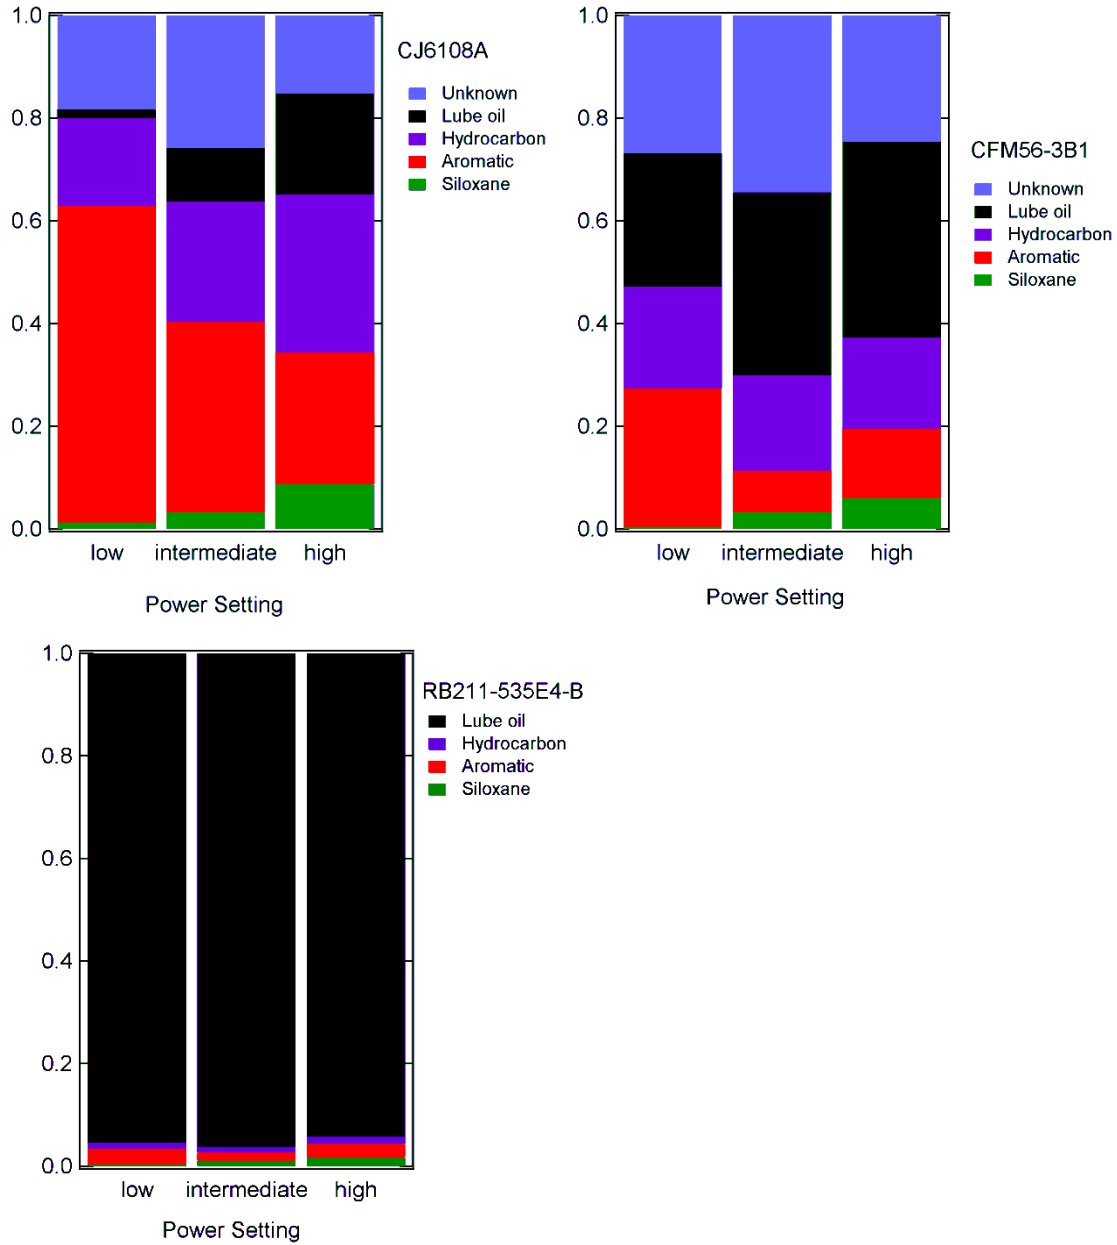 1.0
0.8
0.6
0.4
0.2
0.0
low intermediate high
Power Setting
CJ6108A
Unknown
Lube oil
Hydrocarbon
Aromatic
Siloxane
1.0
0.8
0.6
0.4
0.2
0.0
low intermediate high
Power Setting
CFM56-3B1
Unknown
Lube oil
Hydrocarbon
Aromatic
Siloxane
1.0
0.8
0.6
0.4
0.2
0.0
low intermediate high
Power Setting
RB211-535E4-B
Lube oil
Hydrocarbon
Aromatic
Siloxane